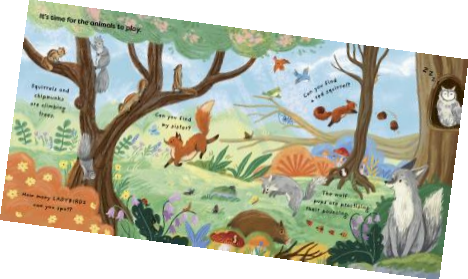 It's time for the animals to play.
Squirrels and
chipmunks
are climbing
trees.
Can you find
my sister?
Can you find
a red squirrel?
z z z
The wolf
pups are practising
their pouncing.
How many LADYBIRDS
can you spot?